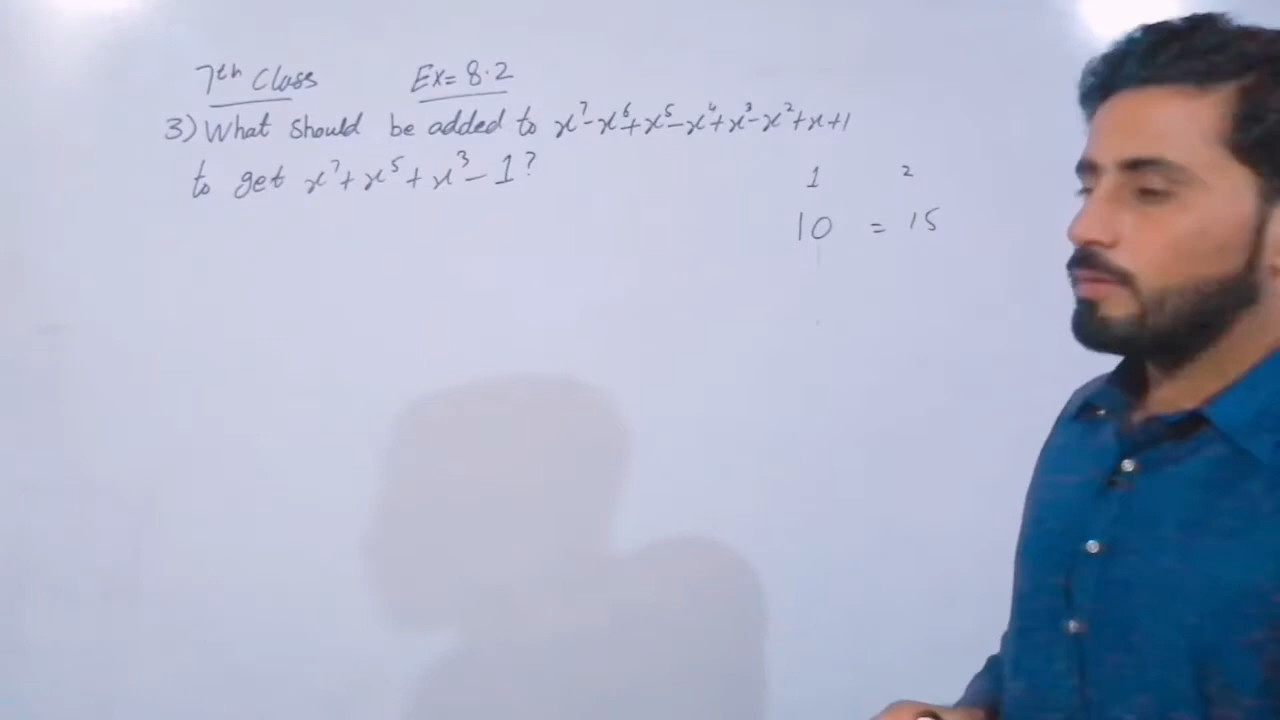 7th Class Ex= 8.2
3) What should be added to x⁷-x⁶+x⁵-x⁴+x³-x²+x+1
to get x⁷+x⁵+x³-1?
1 2
10 = 15